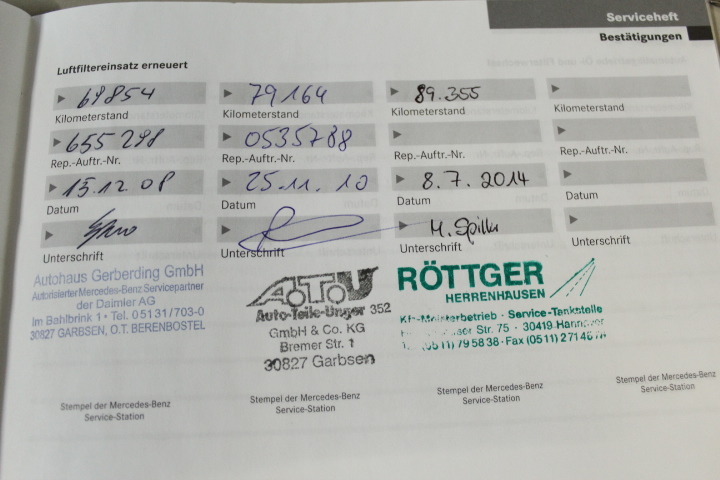 Serviceheft
Bestätigungen
Luftfiltereinsatz erneuert
69854
Kilometerstand
655298
Rep.-Auftr.-Nr.
15.12.08
Datum
Unterschrift
Autohaus Gerberding GmbH
Autorisierter Mercedes-Benz Servicepartner
der Daimler AG
Im Bahlbrink 1 • Tel. 05131/703-0
30827 GARBSEN, O.T. BERENBOSTEL
Stempel der Mercedes-Benz
Service-Station
79164
Kilometerstand
0535788
Rep.-Auftr.-Nr.
25.11.10
Datum
Unterschrift
ATU
Auto-Teile-Unger 352
GmbH & Co. KG
Bremer Str. 1
30827 Garbsen
Stempel der Mercedes-Benz
Service-Station
89.355
Kilometerstand
Rep.-Auftr.-Nr.
8.7.2014
Datum
M. Spiller
Unterschrift
RÖTTGER
HERRENHAUSEN
Kfz-Meisterbetrieb · Service-Tankstelle
Str. 75 · 30419 Hannover
(0511) 795838 · Fax (0511)
Stempel der Mercedes-Benz
Service-Station
Kilometerstand
Rep.-Auftr.-Nr.
Datum
Unterschrift
Stempel der Mercedes-Benz
Service-Station